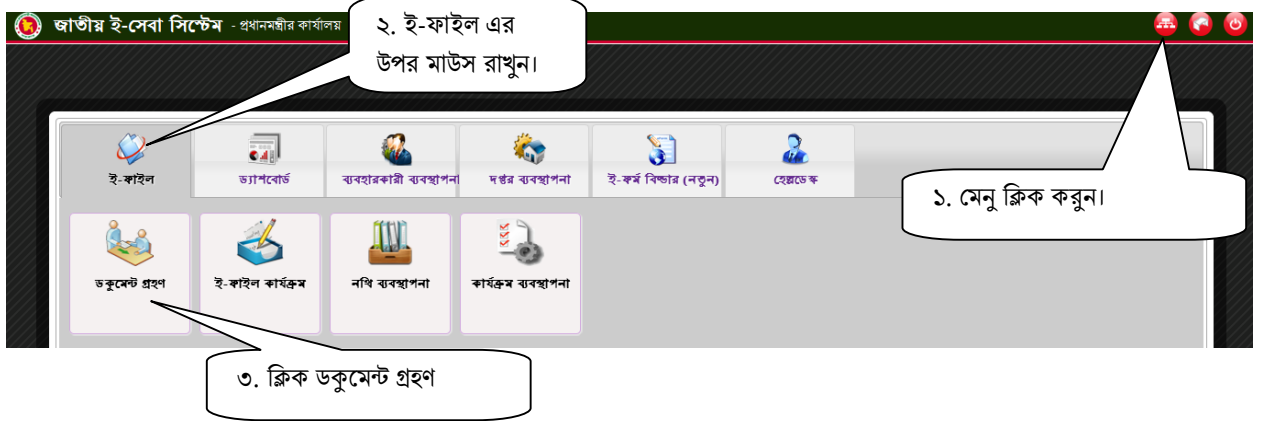 জাতীয় ই-সেবা সিস্টেম - প্রধানমন্ত্রীর কার্যালয়
২. ই-ফাইল এর
উপর মাউস রাখুন।
ই-ফাইল
ড্যাশবোর্ড
ব্যবহারকারী ব্যবস্থাপনা
দপ্তর ব্যবস্থাপনা
ই-ফর্ম বিল্ডার (নতুন)
হেল্পডেস্ক
১. মেনু ক্লিক করুন।
ডকুমেন্ট গ্রহণ
ই-ফাইল কার্যক্রম
নথি ব্যবস্থাপনা
কার্যক্রম ব্যবস্থাপনা
৩. ক্লিক ডকুমেন্ট গ্রহণ